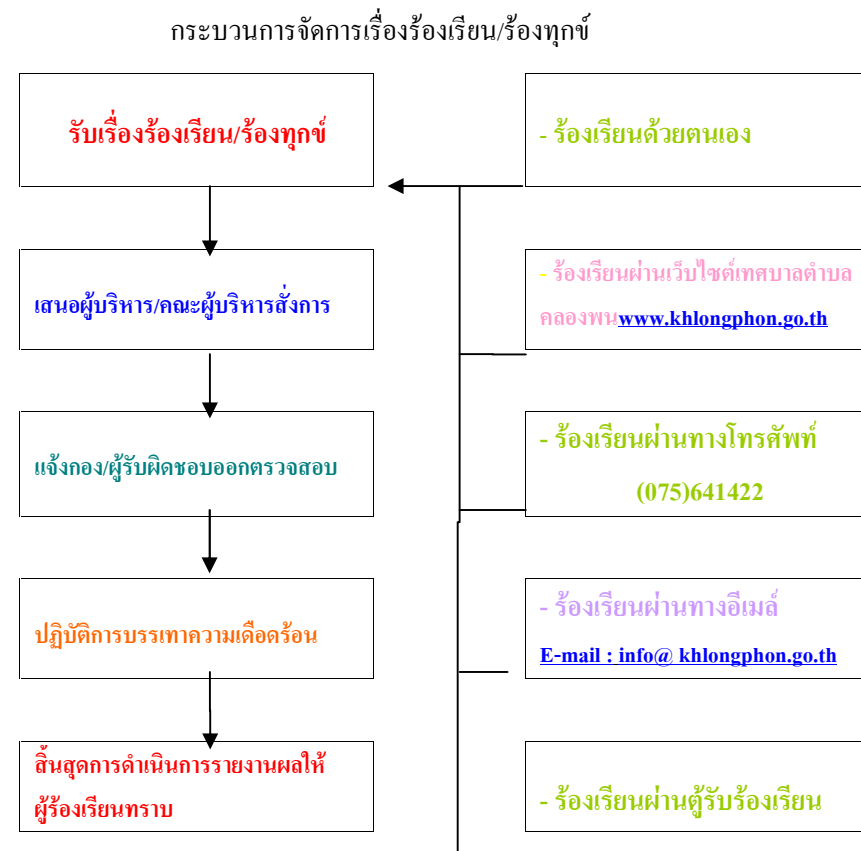 กระบวนการจัดการเรื่องร้องเรียน/ร้องทุกข์
รับเรื่องร้องเรียน/ร้องทุกข์
เสนอผู้บริหาร/คณะผู้บริหารสั่งการ
แจ้งกอง/ผู้รับผิดชอบออกตรวจสอบ
ปฏิบัติการบรรเทาความเดือดร้อน
สิ้นสุดการดำเนินการรายงานผลให้
ผู้ร้องเรียนทราบ
- ร้องเรียนด้วยตนเอง
- ร้องเรียนผ่านเว็บไซต์เทศบาลตำบล
คลองพนwww.khlongphon.go.th
- ร้องเรียนผ่านทางโทรศัพท์
(075)641422
- ร้องเรียนผ่านทางอีเมล์
E-mail : info@ khlongphon.go.th
- ร้องเรียนผ่านตู้รับร้องเรียน